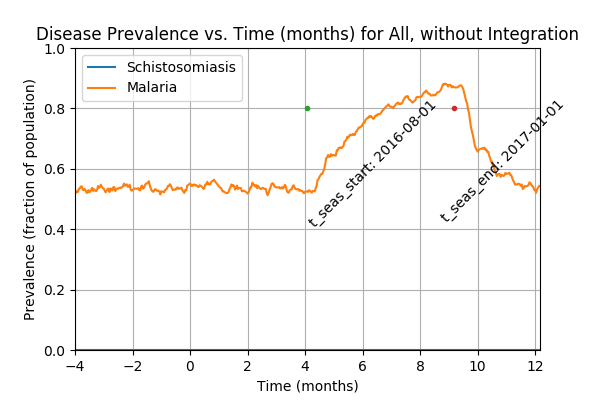 Disease Prevalence vs. Time (months) for All, without Integration
Schistosomiasis
Malaria
Prevalence (fraction of population)
1.0
0.8
0.6
0.4
0.2
0.0
t_seas_start: 2016-08-01
t_seas_end: 2017-01-01
−4 −2 0 2 4 6 8 10 12
Time (months)